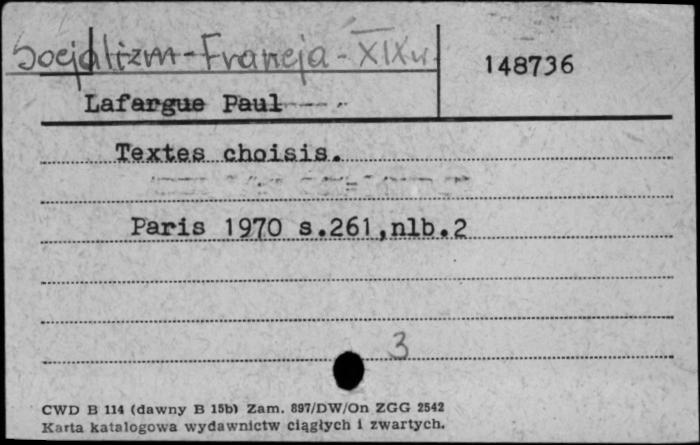 Socjalizm - Francja - XIX w.
148736
Lafargue Paul
Textes choisis.
Paris 1970 s.261,nlb.2
3
CWD B 114 (dawny B 15b) Zam. 897/DW/On ZGG 2542
Karta katalogowa wydawnictw ciągłych i zwartych.